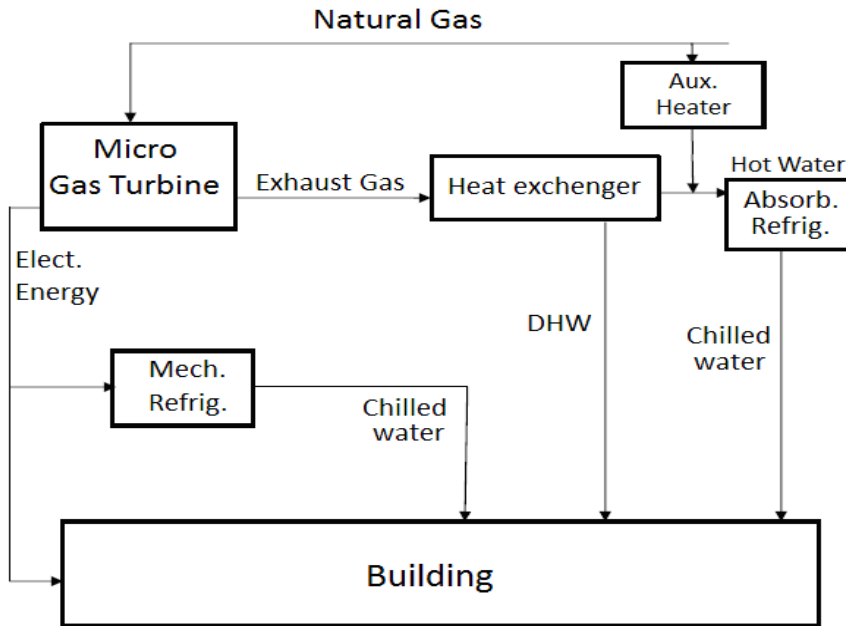 Natural Gas
Aux.
Heater
Micro
Gas Turbine
Exhaust Gas
Heat exchenger
Hot Water
Absorb.
Refrig.
Elect.
Energy
DHW
Chilled
water
Mech.
Refrig.
Chilled
water
Building